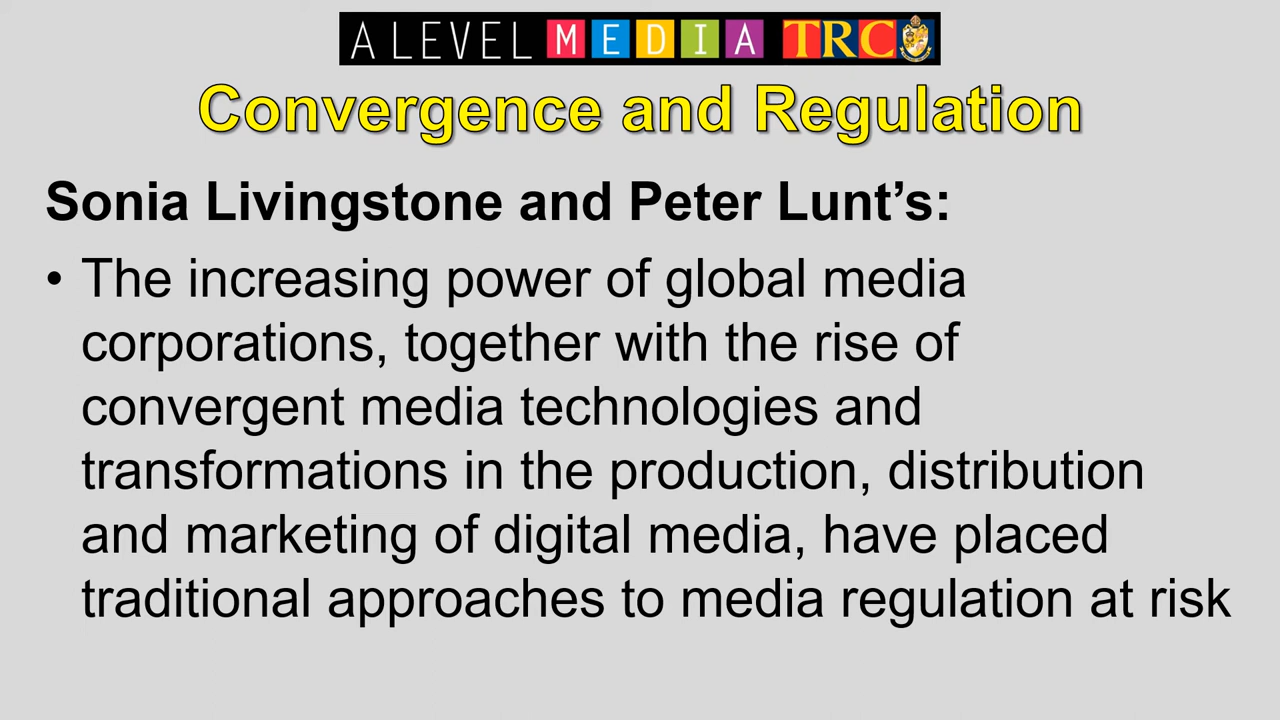 A LEVEL MEDIA TRC
Convergence and Regulation
Sonia Livingstone and Peter Lunt’s:
• The increasing power of global media
corporations, together with the rise of
convergent media technologies and
transformations in the production, distribution
and marketing of digital media, have placed
traditional approaches to media regulation at risk